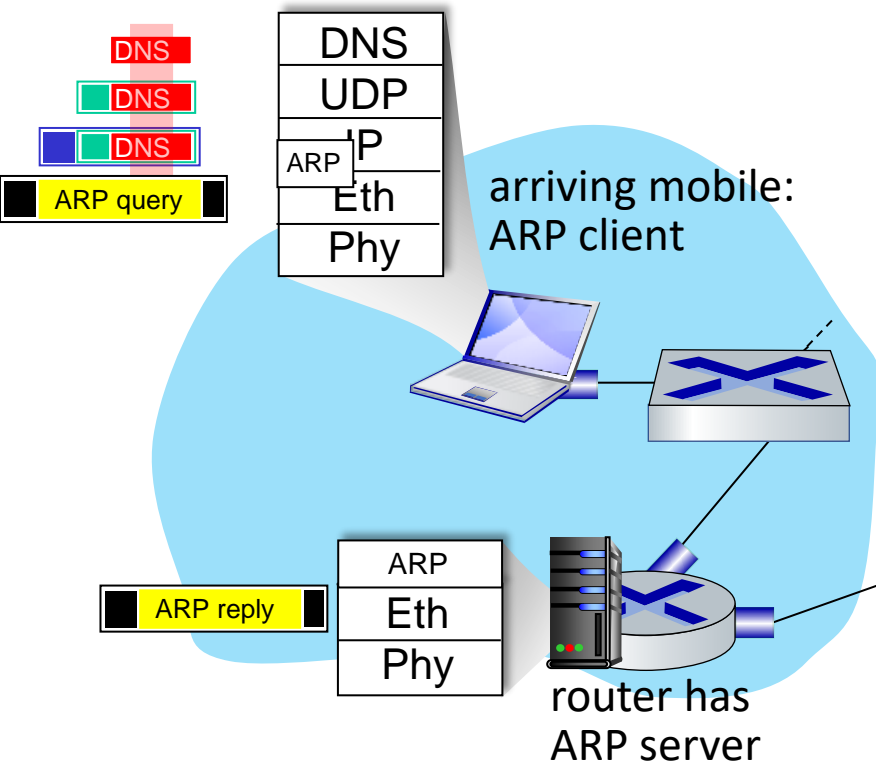 DNS
DNS
DNS
ARP query
DNS
UDP
IP
ARP
Eth
Phy
arriving mobile:
ARP client
ARP reply
ARP
Eth
Phy
router has
ARP server